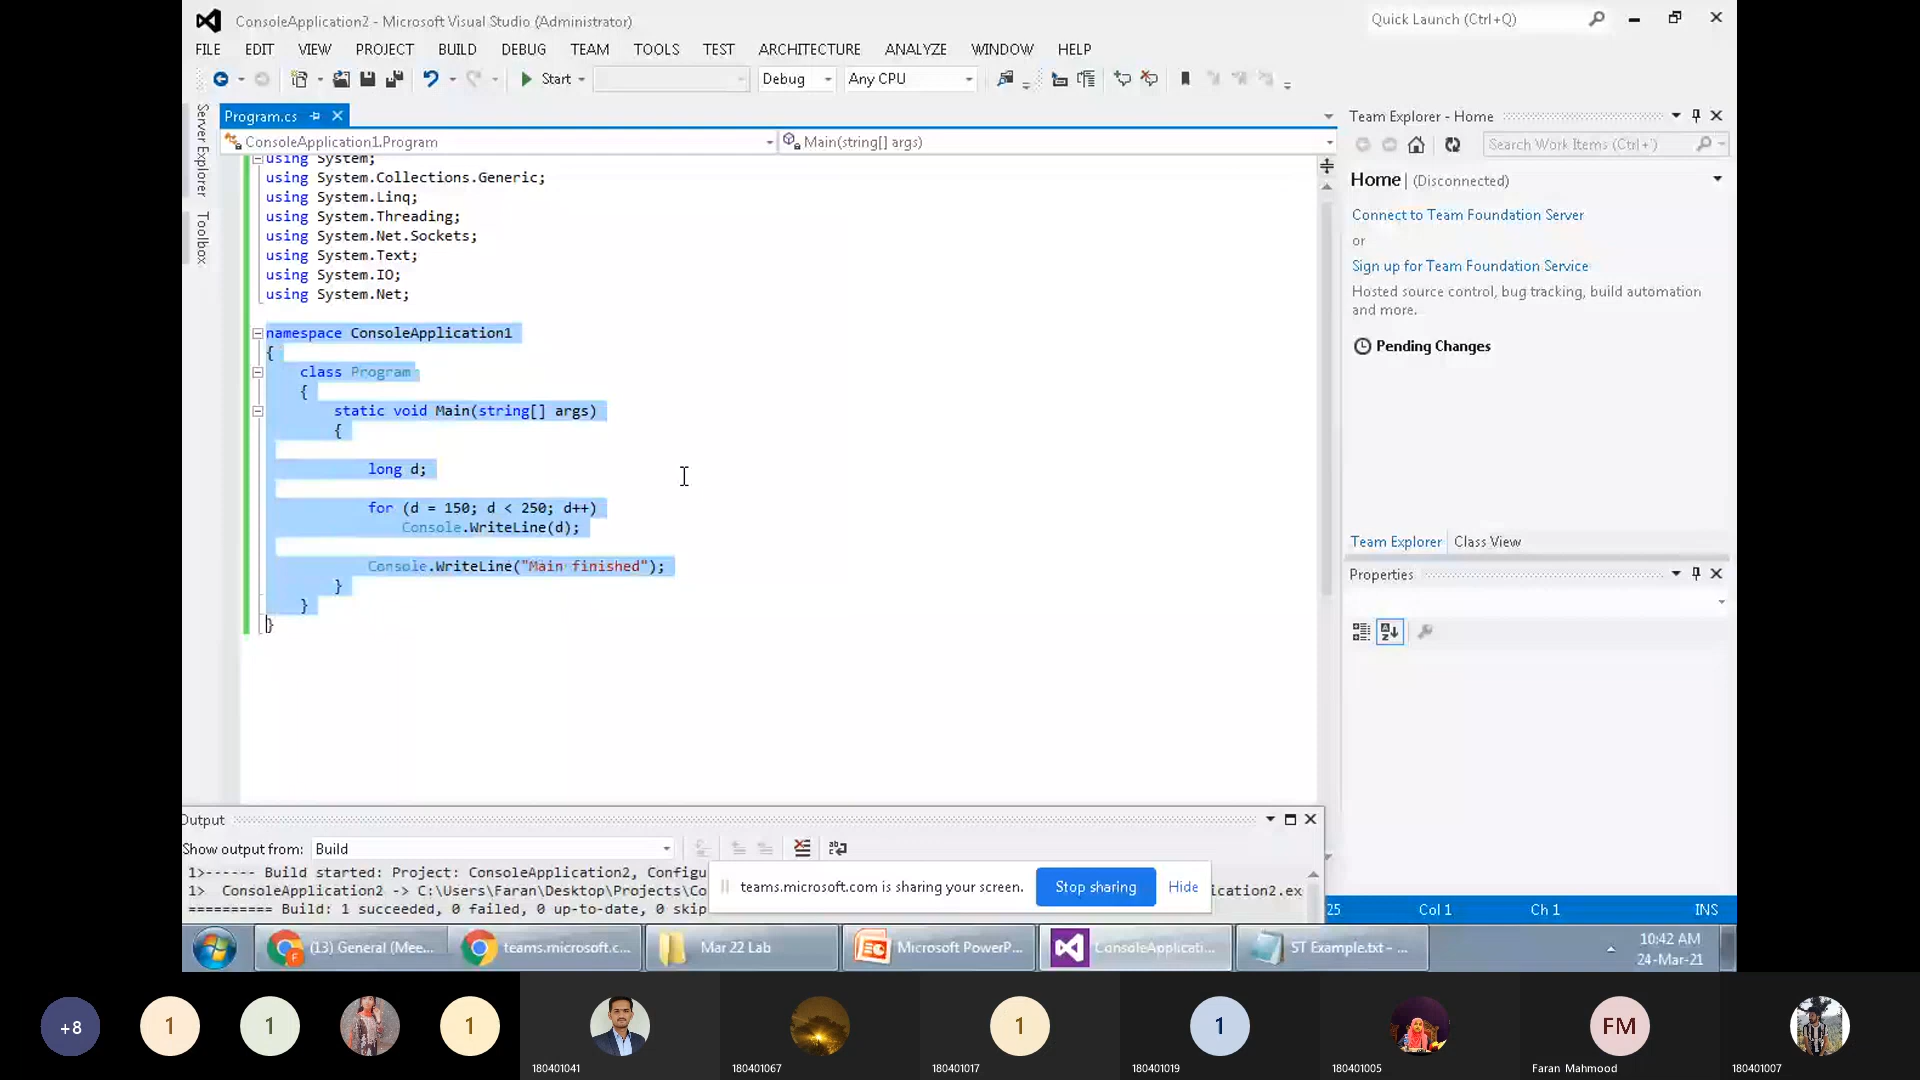 ConsoleApplication2 - Microsoft Visual Studio (Administrator)
Quick Launch (Ctrl+Q)
FILE EDIT VIEW PROJECT BUILD DEBUG TEAM TOOLS TEST ARCHITECTURE ANALYZE WINDOW HELP
Start Debug Any CPU
Server Explorer
Toolbox
Program.cs
ConsoleApplication1.Program
Main(string[] args)
using System;
using System.Collections.Generic;
using System.Linq;
using System.Threading;
using System.Net.Sockets;
using System.Text;
using System.IO;
using System.Net;
namespace ConsoleApplication1
{
class Program
{
static void Main(string[] args)
{
long d;
for (d = 150; d < 250; d++)
Console.WriteLine(d);
Console.WriteLine("Main finished");
}
}
}
Team Explorer - Home
Search Work Items (Ctrl+')
Home | (Disconnected)
Connect to Team Foundation Server
or
Sign up for Team Foundation Service
Hosted source control, bug tracking, build automation
and more.
Pending Changes
Team Explorer Class View
Properties
Output
Show output from: Build
1>------ Build started: Project: ConsoleApplication2, Configu
1>  ConsoleApplication2 -> C:\Users\Faran\Desktop\Projects\Co
ication2.ex
========== Build: 1 succeeded, 0 failed, 0 up-to-date, 0 skip
teams.microsoft.com is sharing your screen. Stop sharing Hide
25 Col 1 Ch 1 INS
(13) General (Mee...
teams.microsoft.c...
Mar 22 Lab
Microsoft PowerP...
ConsoleApplicati...
ST Example.txt - ...
10:42 AM
24-Mar-21
+8 1 1 1 1 1 FM
180401041 180401067 180401017 180401019 180401005 Faran Mahmood 180401007